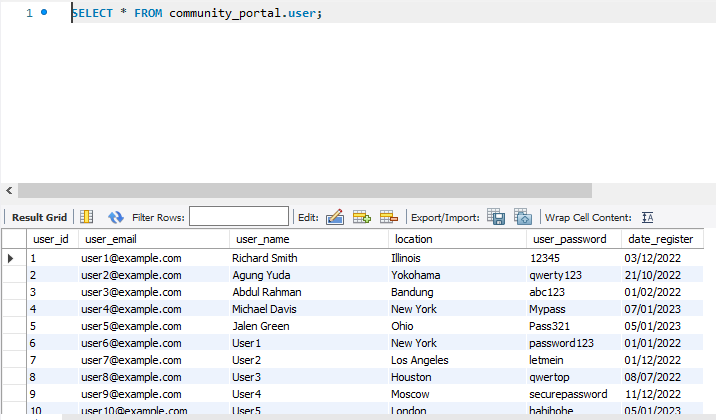 1 SELECT * FROM community_portal.user;
Result Grid Filter Rows: Edit: Export/Import: Wrap Cell Content:
user_id user_email user_name location user_password date_register
1 user1@example.com Richard Smith Illinois 12345 03/12/2022
2 user2@example.com Agung Yuda Yokohama qwerty123 21/10/2022
3 user3@example.com Abdul Rahman Bandung abc123 01/02/2022
4 user4@example.com Michael Davis New York Mypass 07/01/2023
5 user5@example.com Jalen Green Ohio Pass321 05/01/2023
6 user6@example.com User1 New York password123 01/01/2022
7 user7@example.com User2 Los Angeles letmein 01/12/2022
8 user8@example.com User3 Houston qwertop 08/07/2022
9 user9@example.com User4 Moscow securepassword 11/12/2022
10 user10@example.com User5 London hahihohe 05/01/2023